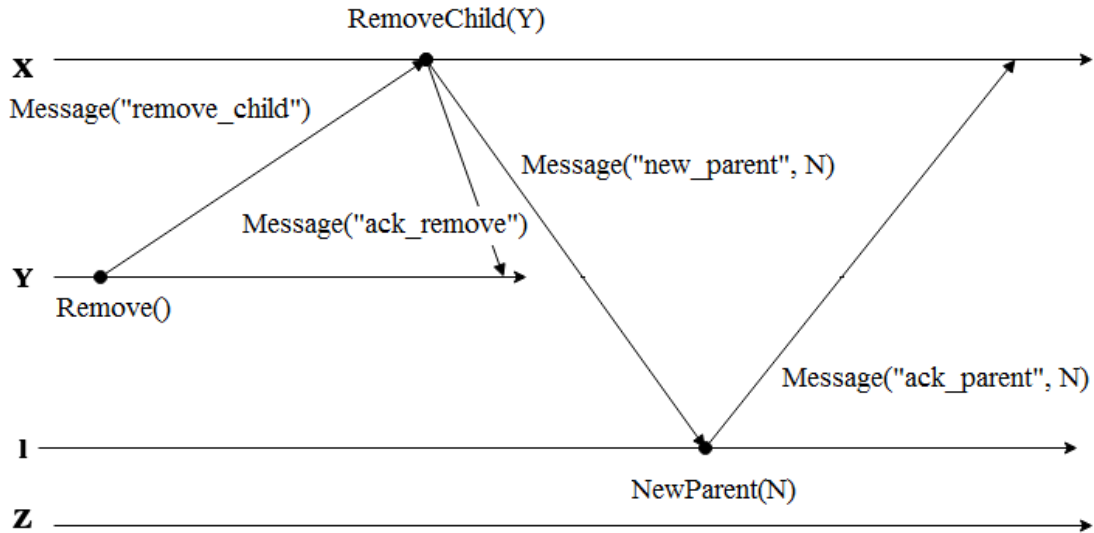 RemoveChild(Y)
X
Message("remove_child")
Message("new_parent", N)
Message("ack_remove")
Y
Remove()
Message("ack_parent", N)
l
NewParent(N)
Z